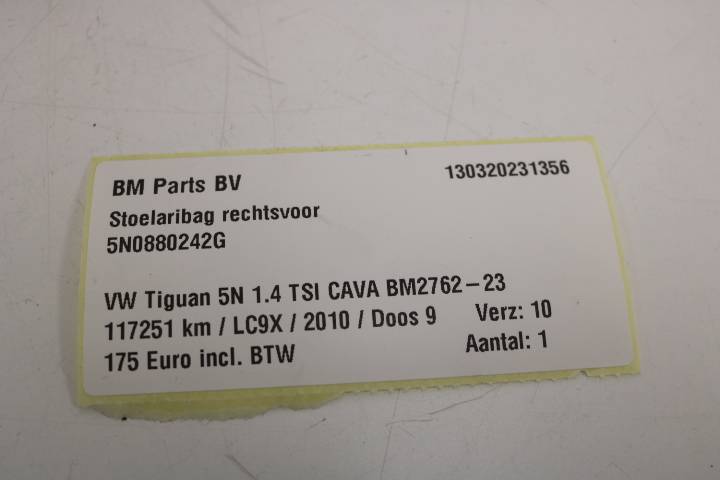 BM Parts BV 130320231356
Stoelaribag rechtsvoor
5N0880242G
VW Tiguan 5N 1.4 TSI CAVA BM2762-23
117251 km / LC9X / 2010 / Doos 9 Verz: 10
175 Euro incl. BTW Aantal: 1